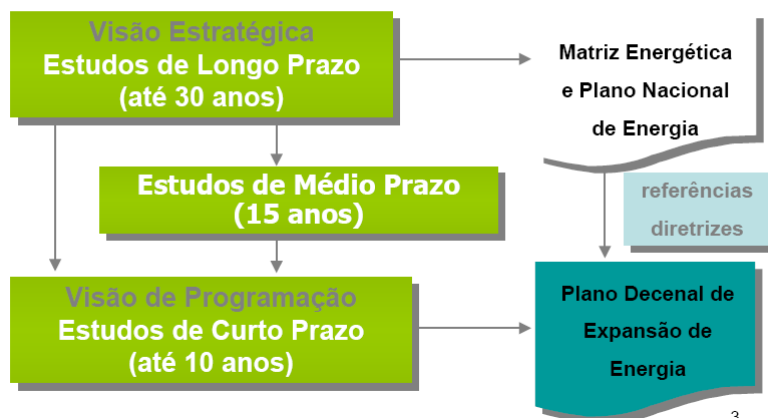 Visão Estratégica
Estudos de Longo Prazo
(até 30 anos)
Matriz Energética
e Plano Nacional
de Energia
Estudos de Médio Prazo
(15 anos)
referências
diretrizes
Visão de Programação
Estudos de Curto Prazo
(até 10 anos)
Plano Decenal de
Expansão de
Energia
3